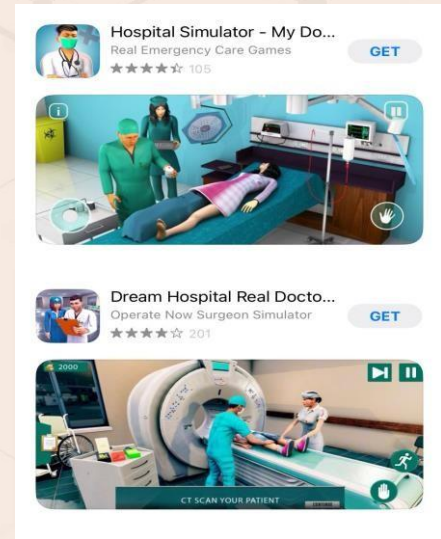 Hospital Simulator - My Do...
Real Emergency Care Games
GET
105
Dream Hospital Real Docto...
Operate Now Surgeon Simulator
GET
201
2000
CT SCAN YOUR PATIENT